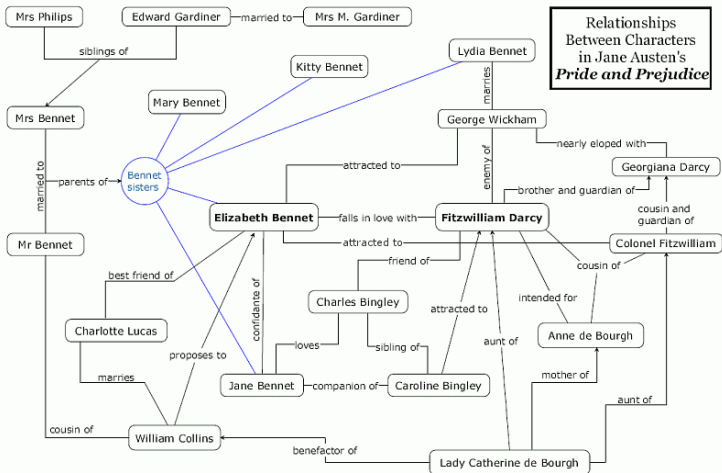 Mrs Philips
Edward Gardiner
married to
Mrs M. Gardiner
Relationships
Between Characters
in Jane Austen's
Pride and Prejudice
siblings of
Kitty Bennet
Lydia Bennet
Mary Bennet
marries
Mrs Bennet
George Wickham
nearly eloped with
married to
parents of
Bennet
sisters
attracted to
enemy of
Georgiana Darcy
brother and guardian of
Elizabeth Bennet
falls in love with
Fitzwilliam Darcy
cousin and
guardian of
Mr Bennet
attracted to
Colonel Fitzwilliam
best friend of
confidante of
friend of
cousin of
Charles Bingley
attracted to
intended for
Charlotte Lucas
proposes to
loves
sibling of
aunt of
Anne de Bourgh
marries
Jane Bennet
companion of
Caroline Bingley
mother of
aunt of
cousin of
William Collins
benefactor of
Lady Catherine de Bourgh